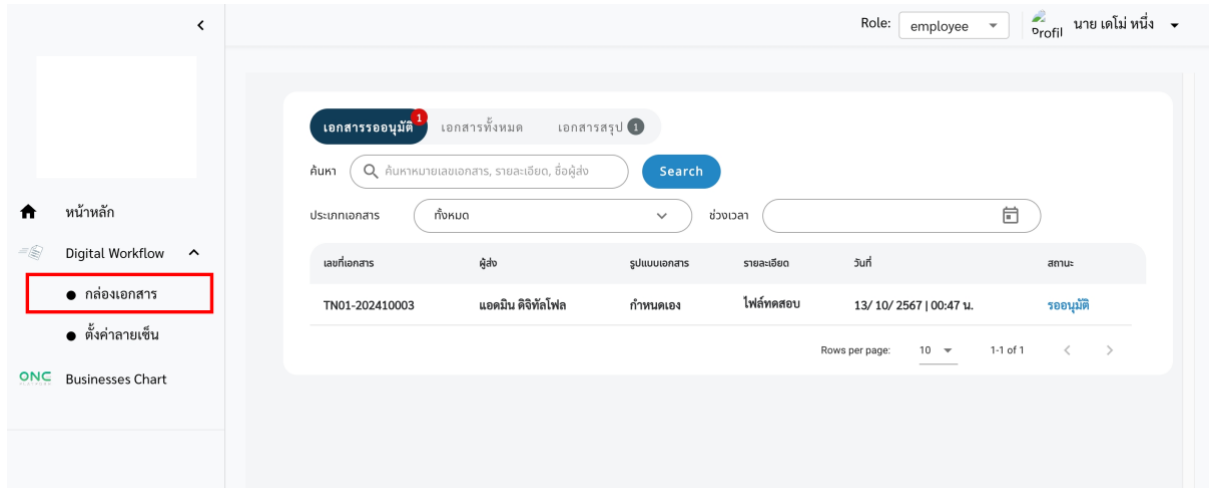 Role: employee นาย เดโม่ หนึ่ง
Profil
เอกสารรออนุมัติ 1 เอกสารทั้งหมด เอกสารสรุป 1
ค้นหา ค้นหาหมายเลขเอกสาร, รายละเอียด, ชื่อผู้ส่ง Search
หน้าหลัก
ประเภทเอกสาร ทั้งหมด ช่วงเวลา
Digital Workflow
เลขที่เอกสาร ผู้ส่ง รูปแบบเอกสาร รายละเอียด วันที่ สถานะ
กล่องเอกสาร
TN01-202410003 แอดมิน ดิจิทัลโฟล กำหนดเอง ไฟล์ทดสอบ 13/ 10/ 2567 | 00:47 น. รออนุมัติ
ตั้งค่าลายเซ็น
Rows per page: 10 1-1 of 1
ONE Businesses Chart